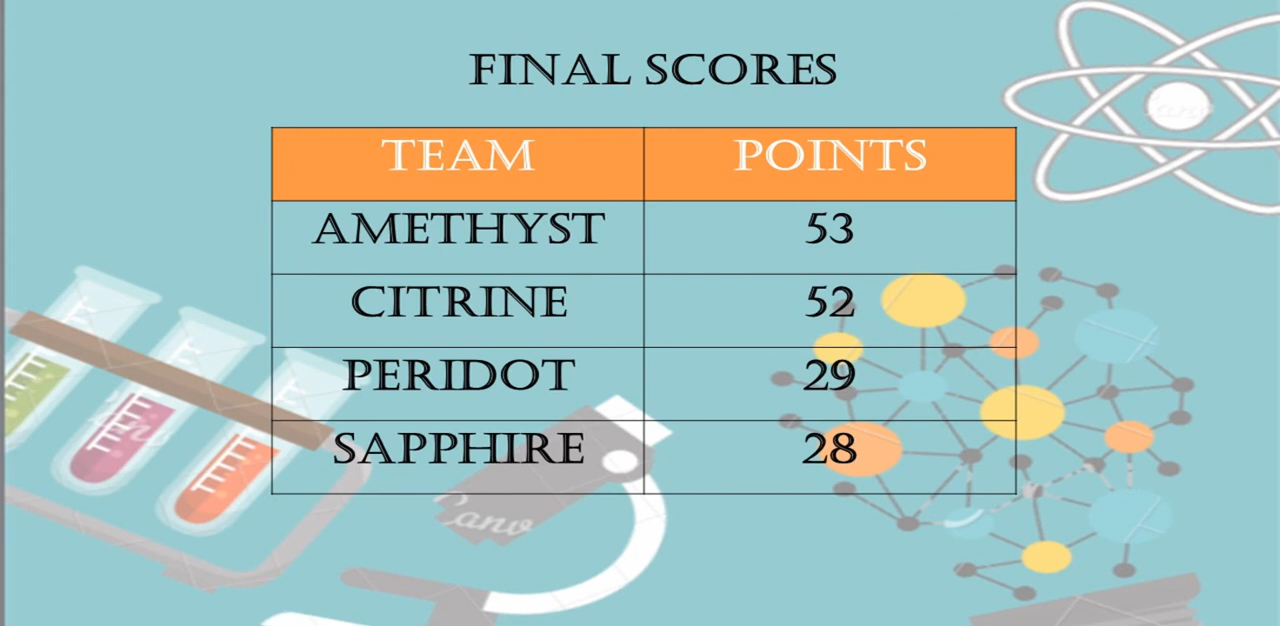 FINAL SCORES
TEAM POINTS
AMETHYST 53
CITRINE 52
PERIDOT 29
SAPPHIRE 28